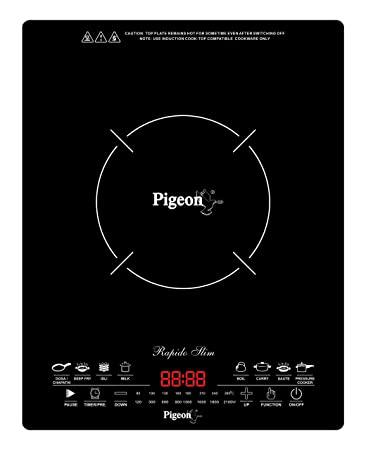 CAUTION: TOP PLATE REMAINS HOT FOR SOMETIME EVEN AFTER SWITCHING OFF
NOTE: USE INDUCTION COOK-TOP COMPATIBLE COOKWARE ONLY
Pigeon
Rapido Slim
88:88
DOSA / CHAPATHI DEEP FRY IDLI MILK BOIL CURRY SAUTE PRESSURE COOKER
PAUSE TIMER/PRE DOWN UP FUNCTION ON/OFF
Pigeon